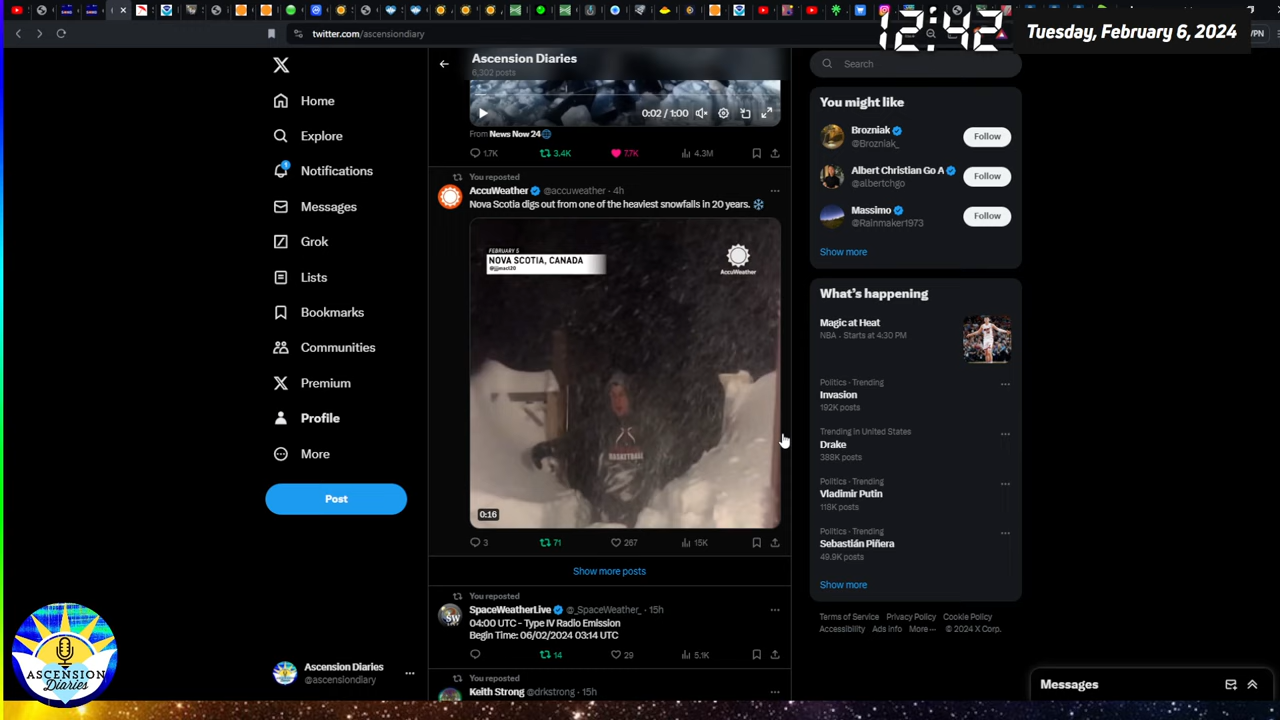 12:42
Tuesday, February 6, 2024
twitter.com/ascensiondiary
VPN
Home
Explore
1
Notifications
Messages
Grok
Lists
Bookmarks
Communities
Premium
Profile
More
Post
Ascension Diaries
@ascensiondiary
ASCENSION
Diaries
Ascension Diaries
6,302 posts
0:02 / 1:00
From News Now 24
1.7K 3.4K 7.7K 4.3M
You reposted
AccuWeather @accuweather · 4h
Nova Scotia digs out from one of the heaviest snowfalls in 20 years.
FEBRUARY 5
NOVA SCOTIA, CANADA
AccuWeather
BASKETBALL
0:16
3 71 267 15K
Show more posts
You reposted
SpaceWeatherLive @_SpaceWeather_ · 15h
04:00 UTC - Type IV Radio Emission
Begin Time: 06/02/2024 03:14 UTC
14 29 5.1K
You reposted
Keith Strong @drkstrong · 15h
Search
You might like
Brozniak
@Brozniak_
Follow
Albert Christian Go A
@albertchgo
Follow
Massimo
@Rainmaker1973
Follow
Show more
What's happening
Magic at Heat
NBA · Starts at 4:30 PM
Politics · Trending
Invasion
192K posts
Trending in United States
Drake
388K posts
Politics · Trending
Vladimir Putin
118K posts
Politics · Trending
Sebastián Piñera
49.9K posts
Show more
Terms of Service Privacy Policy Cookie Policy
Accessibility Ads info More ··· © 2024 X Corp.
Messages